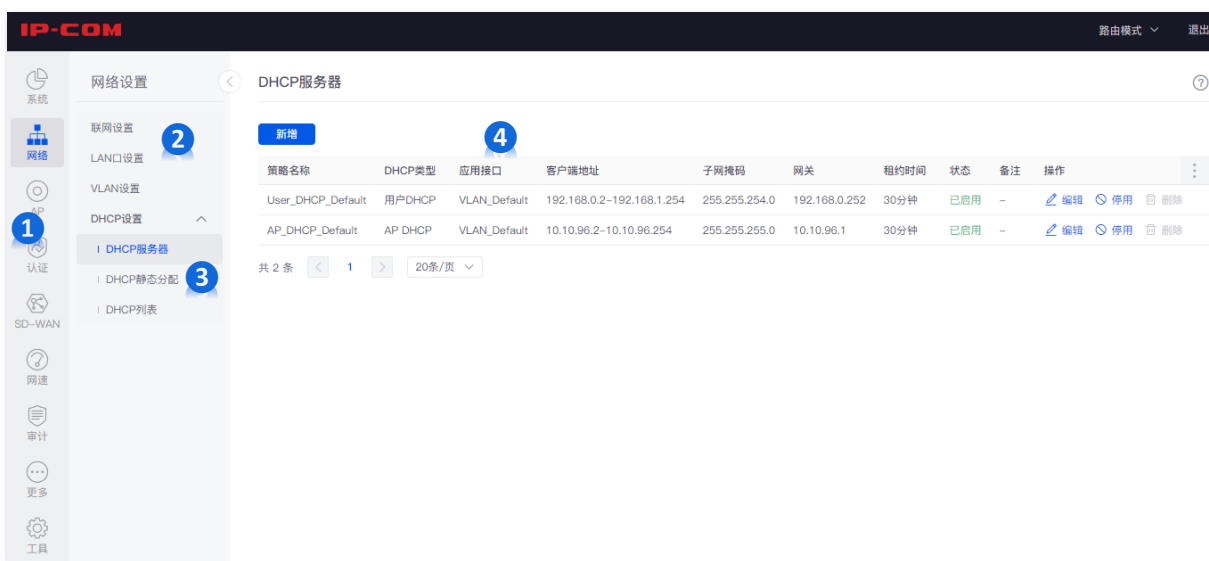 IP-COM
路由模式 退出
系统
网络
AP
认证
SD-WAN
网速
审计
更多
工具
1
网络设置
联网设置
2
LAN口设置
VLAN设置
DHCP设置
DHCP服务器
DHCP静态分配
3
DHCP列表
DHCP服务器
?
新增
4
策略名称 DHCP类型 应用接口 客户端地址 子网掩码 网关 租约时间 状态 备注 操作
User_DHCP_Default 用户DHCP VLAN_Default 192.168.0.2-192.168.1.254 255.255.254.0 192.168.0.252 30分钟 已启用 - 编辑 停用 删除
AP_DHCP_Default AP DHCP VLAN_Default 10.10.96.2-10.10.96.254 255.255.255.0 10.10.96.1 30分钟 已启用 - 编辑 停用 删除
共 2 条 < 1 > 20条/页